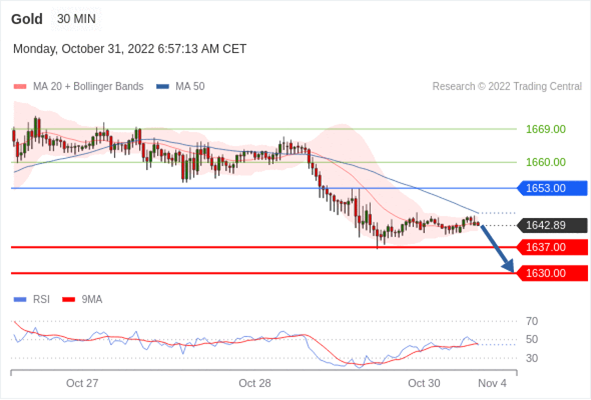 Gold 30 MIN
Monday, October 31, 2022 6:57:13 AM CET
MA 20 + Bollinger Bands MA 50 Research © 2022 Trading Central
1669.00
1660.00
1653.00
1642.89
1637.00
1630.00
RSI 9MA
70
50
30
Oct 27 Oct 28 Oct 30 Nov 4